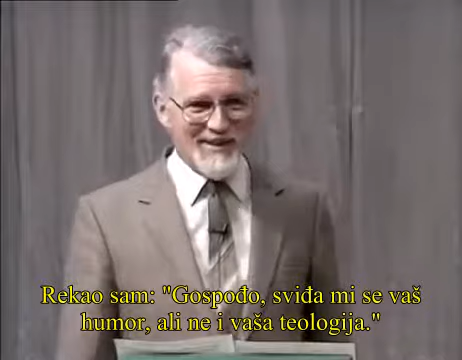 Rekao sam: "Gospođo, sviđa mi se vaš
humor, ali ne i vaša teologija."